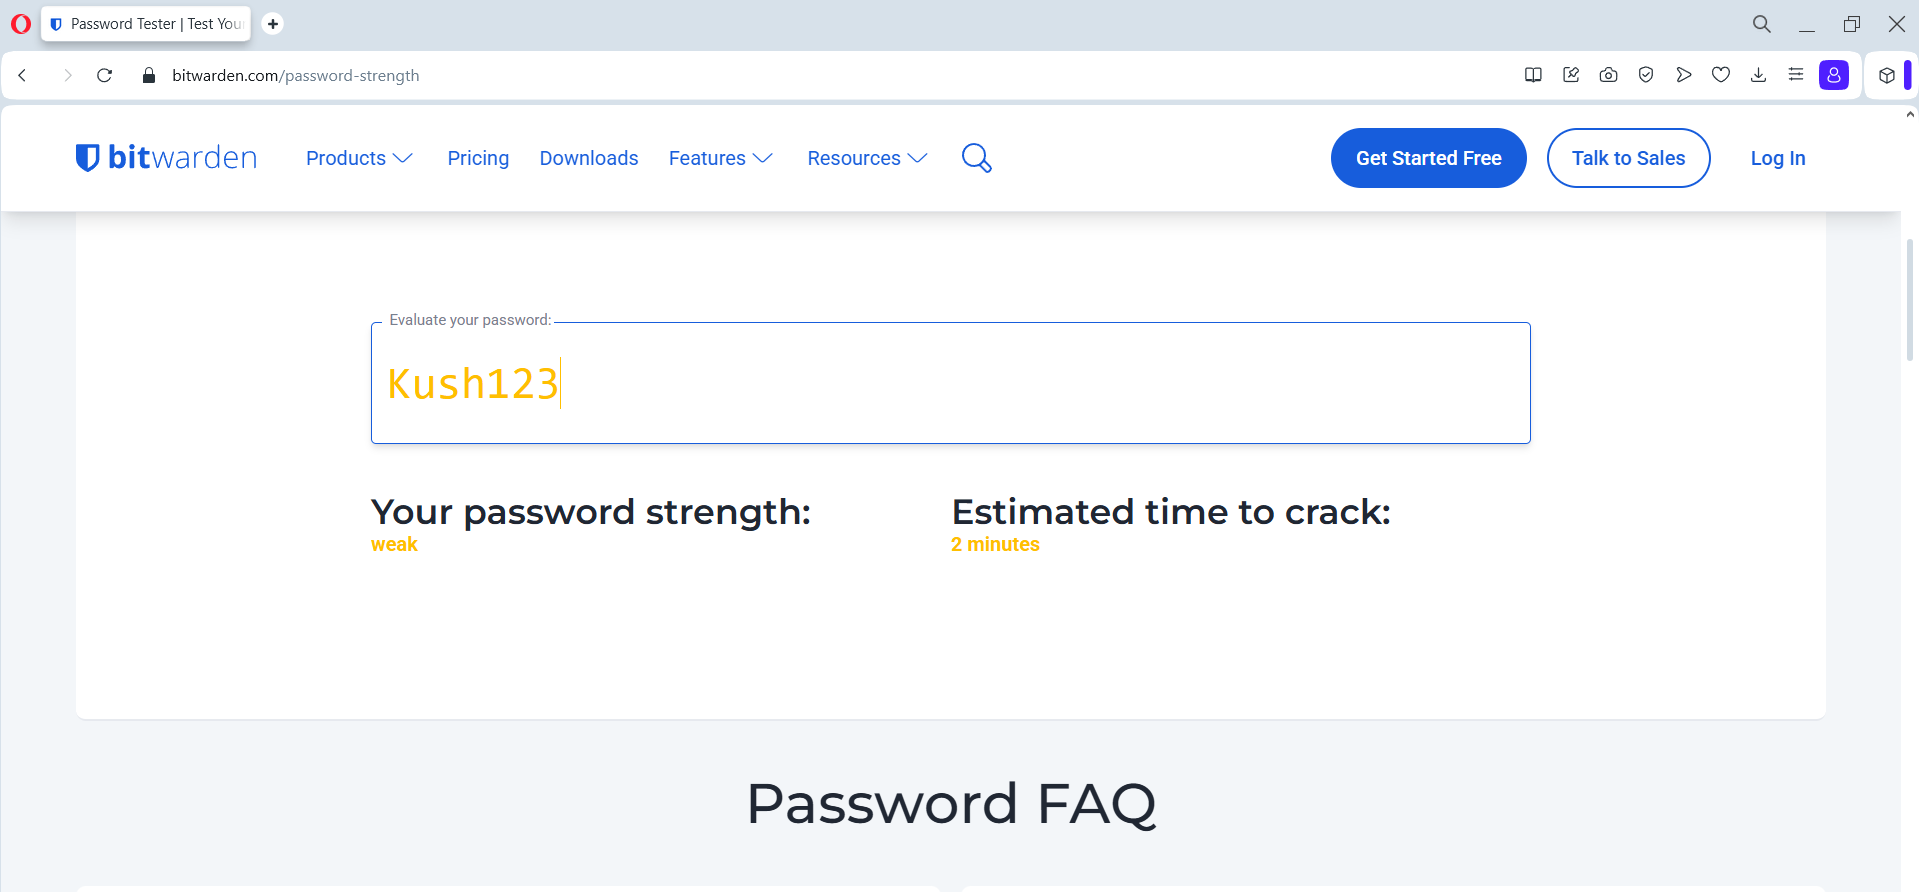 Password Tester | Test You
bitwarden.com/password-strength
bitwarden
Products
Pricing
Downloads
Features
Resources
Get Started Free
Talk to Sales
Log In
Evaluate your password:
Kush123
Your password strength:
weak
Estimated time to crack:
2 minutes
Password FAQ